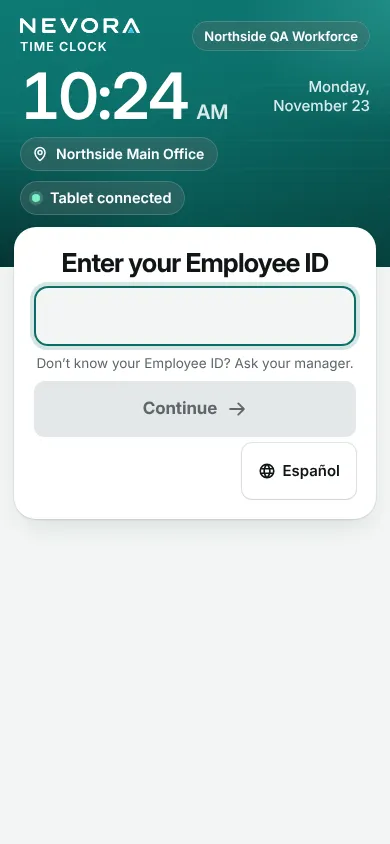 NEVORA
TIME CLOCK
Northside QA Workforce
10:24 AM
Monday,
November 23
Northside Main Office
Tablet connected
Enter your Employee ID
Don’t know your Employee ID? Ask your manager.
Continue
Español